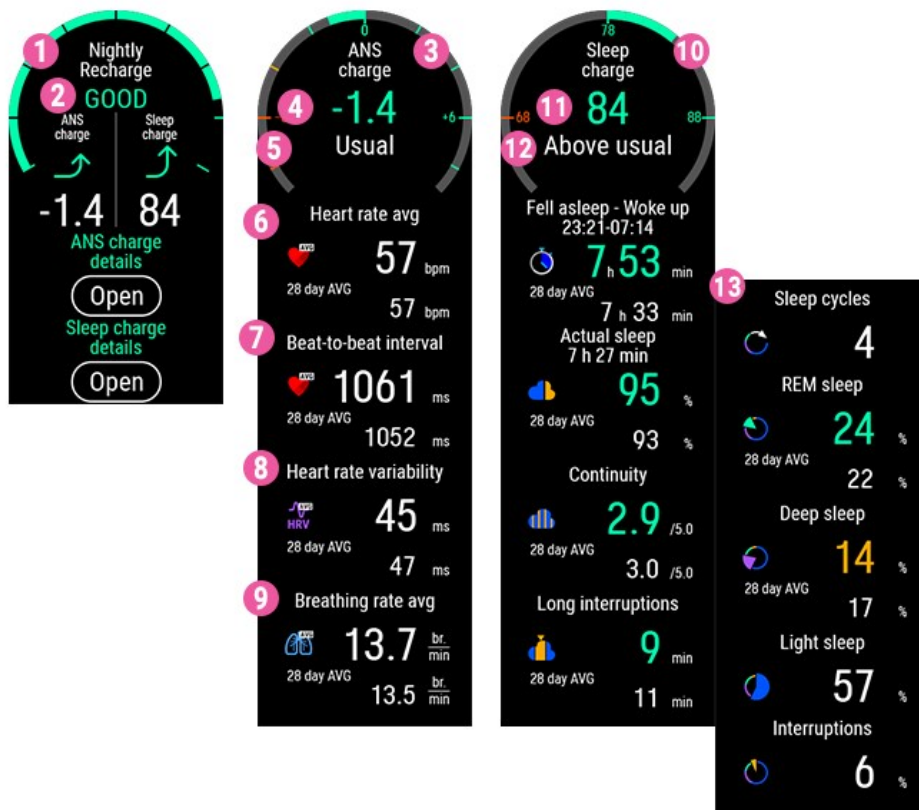 1
Nightly
Recharge
2
GOOD
ANS
charge
Sleep
charge
-1.4
84
ANS charge
details
Open
Sleep charge
details
Open
0
3
ANS
charge
4
-1.4
+6
5
Usual
6
Heart rate avg
AVG
57 bpm
28 day AVG
57 bpm
7
Beat-to-beat interval
AVG
1061 ms
28 day AVG
1052 ms
8
Heart rate variability
AVG
HRV
45 ms
28 day AVG
47 ms
9
Breathing rate avg
AVG
13.7 br. min
28 day AVG
13.5 br. min
78
10
Sleep
charge
68
11
84
88
12
Above usual
Fell asleep - Woke up
23:21-07:14
7 h 53 min
28 day AVG
7 h 33 min
Actual sleep
7 h 27 min
95 %
28 day AVG
93 %
Continuity
2.9 /5.0
28 day AVG
3.0 /5.0
Long interruptions
9 min
28 day AVG
11 min
13
Sleep cycles
4
REM sleep
24 %
28 day AVG
22 %
Deep sleep
14 %
28 day AVG
17 %
Light sleep
57 %
Interruptions
6 %